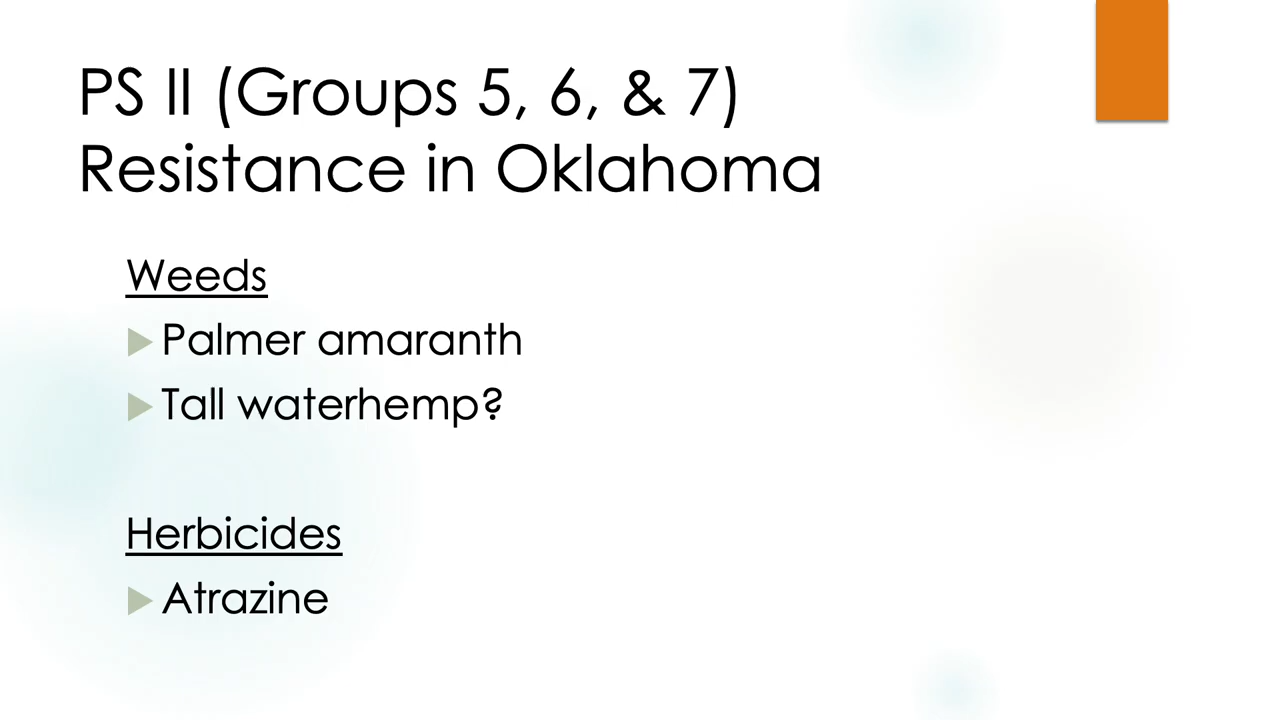 PS II (Groups 5, 6, & 7)
Resistance in Oklahoma
Weeds
Palmer amaranth
Tall waterhemp?
Herbicides
Atrazine